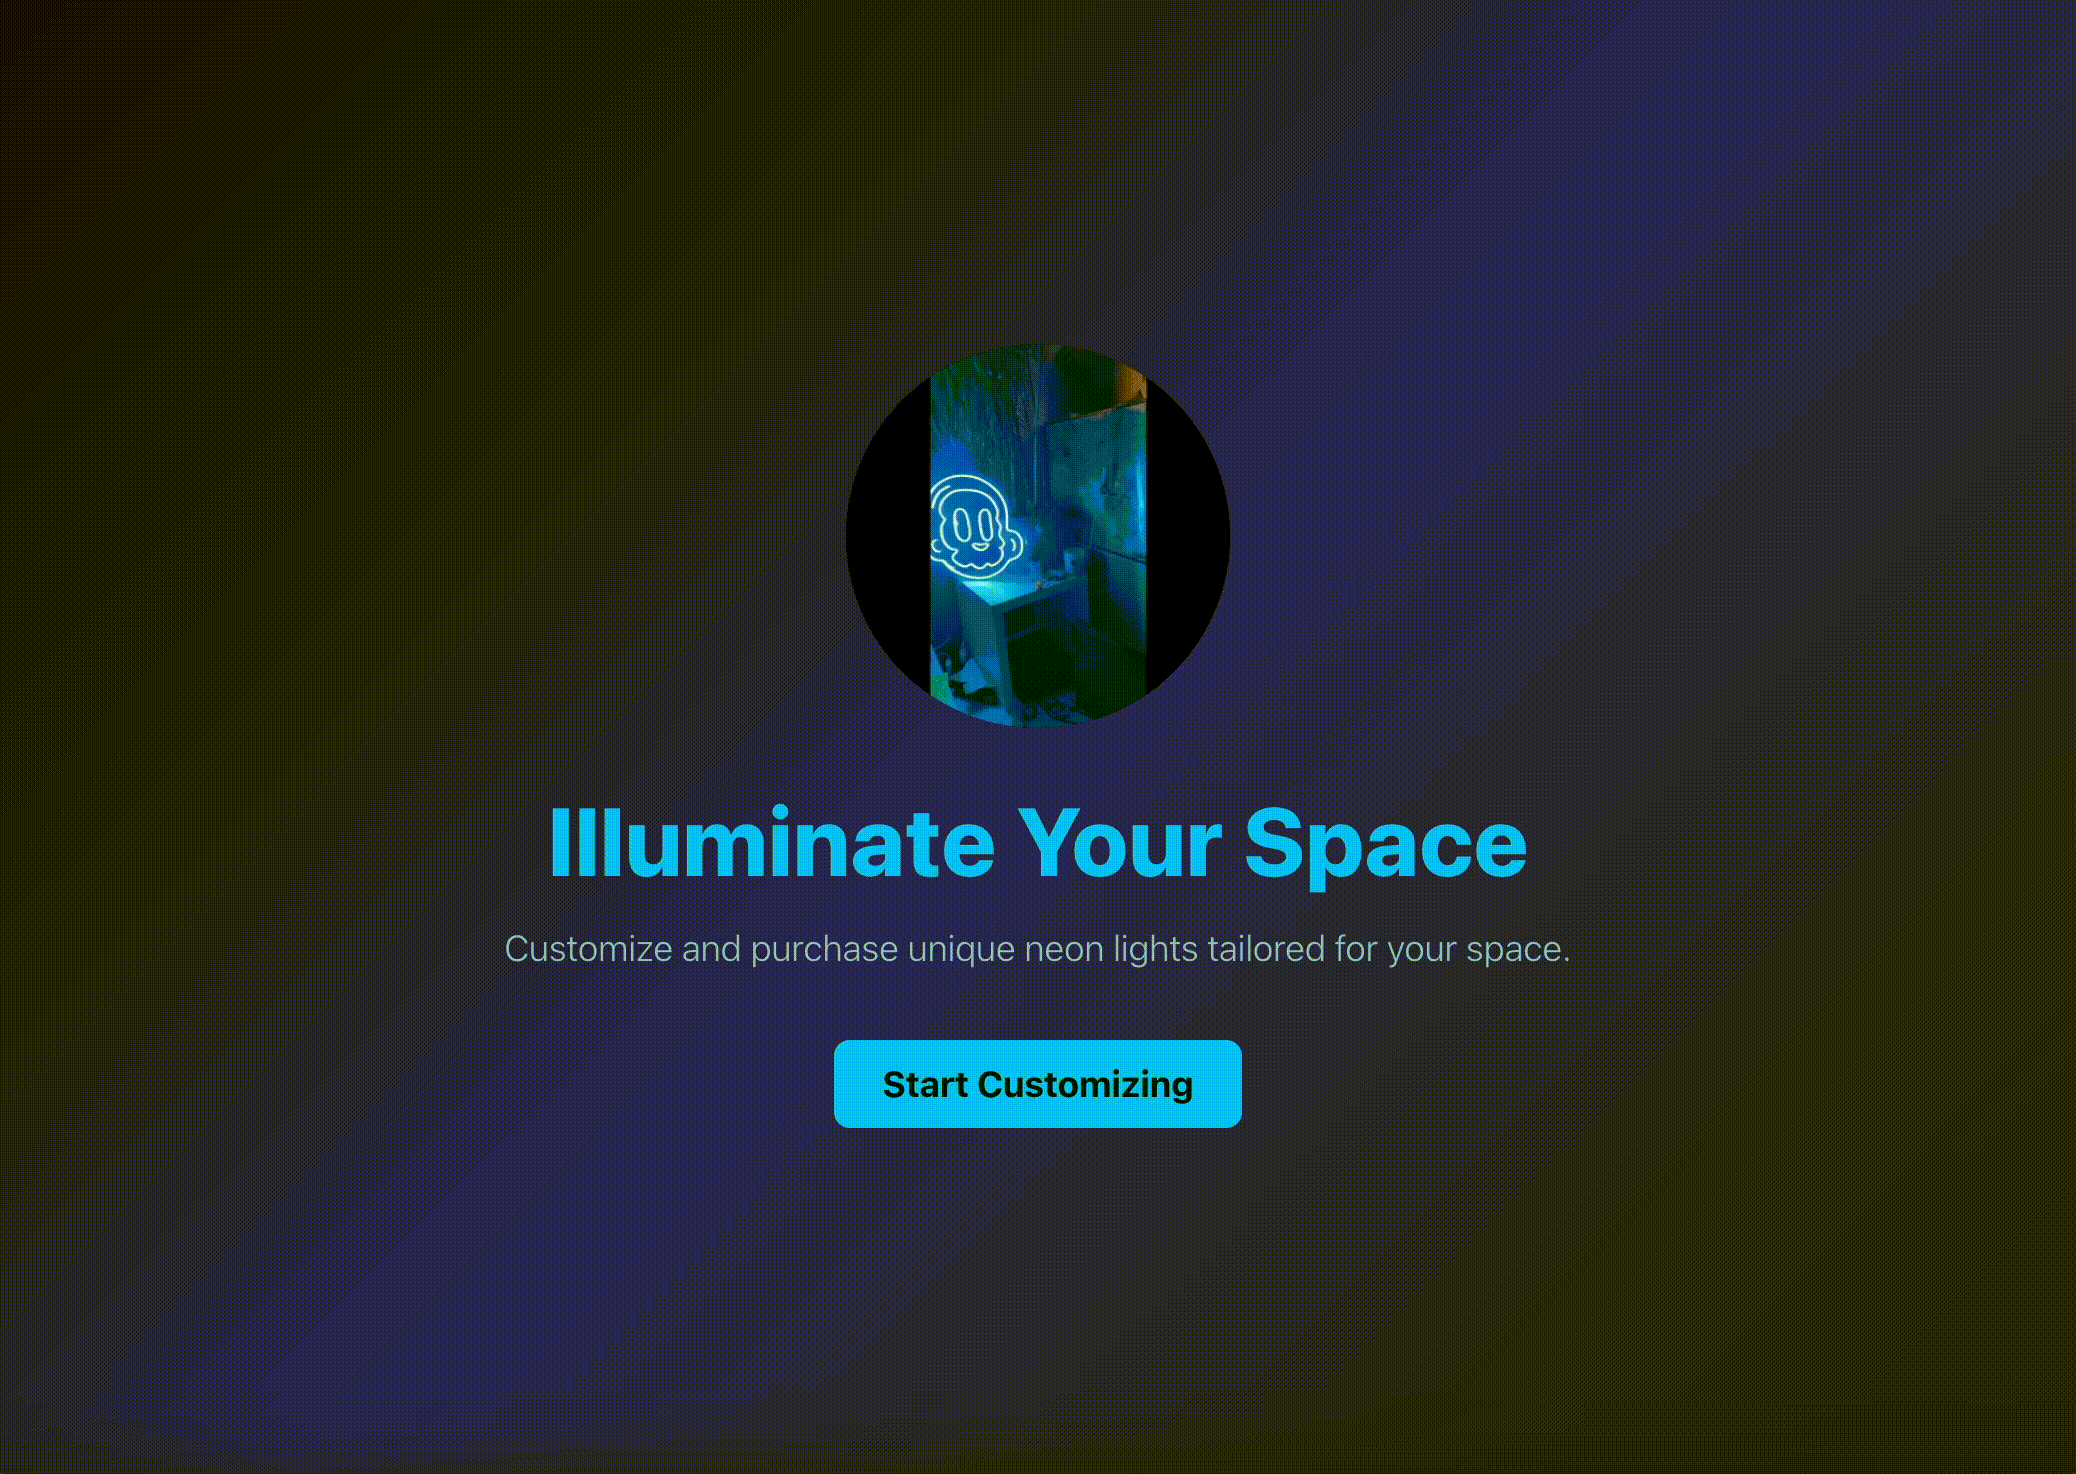 Illuminate Your Space
Customize and purchase unique neon lights tailored for your space.
Start Customizing